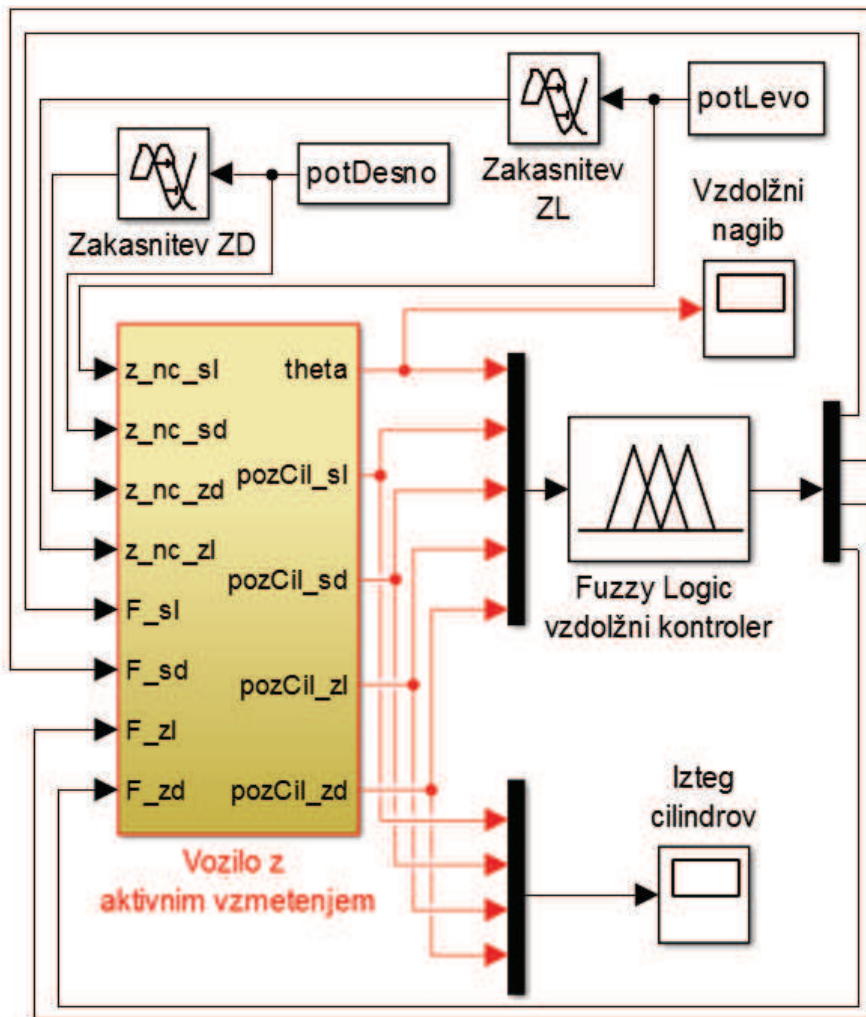 potLevo
Zakasnitev
ZL
potDesno
Zakasnitev ZD
Vzdolžni
nagib
z_nc_sl
theta
z_nc_sd
pozCil_sl
z_nc_zd
z_nc_zl
pozCil_sd
F_sl
Fuzzy Logic
vzdolžni kontroler
F_sd
pozCil_zl
F_zl
F_zd
pozCil_zd
Vozilo z
aktivnim vzmetenjem
Izteg
cilindrov